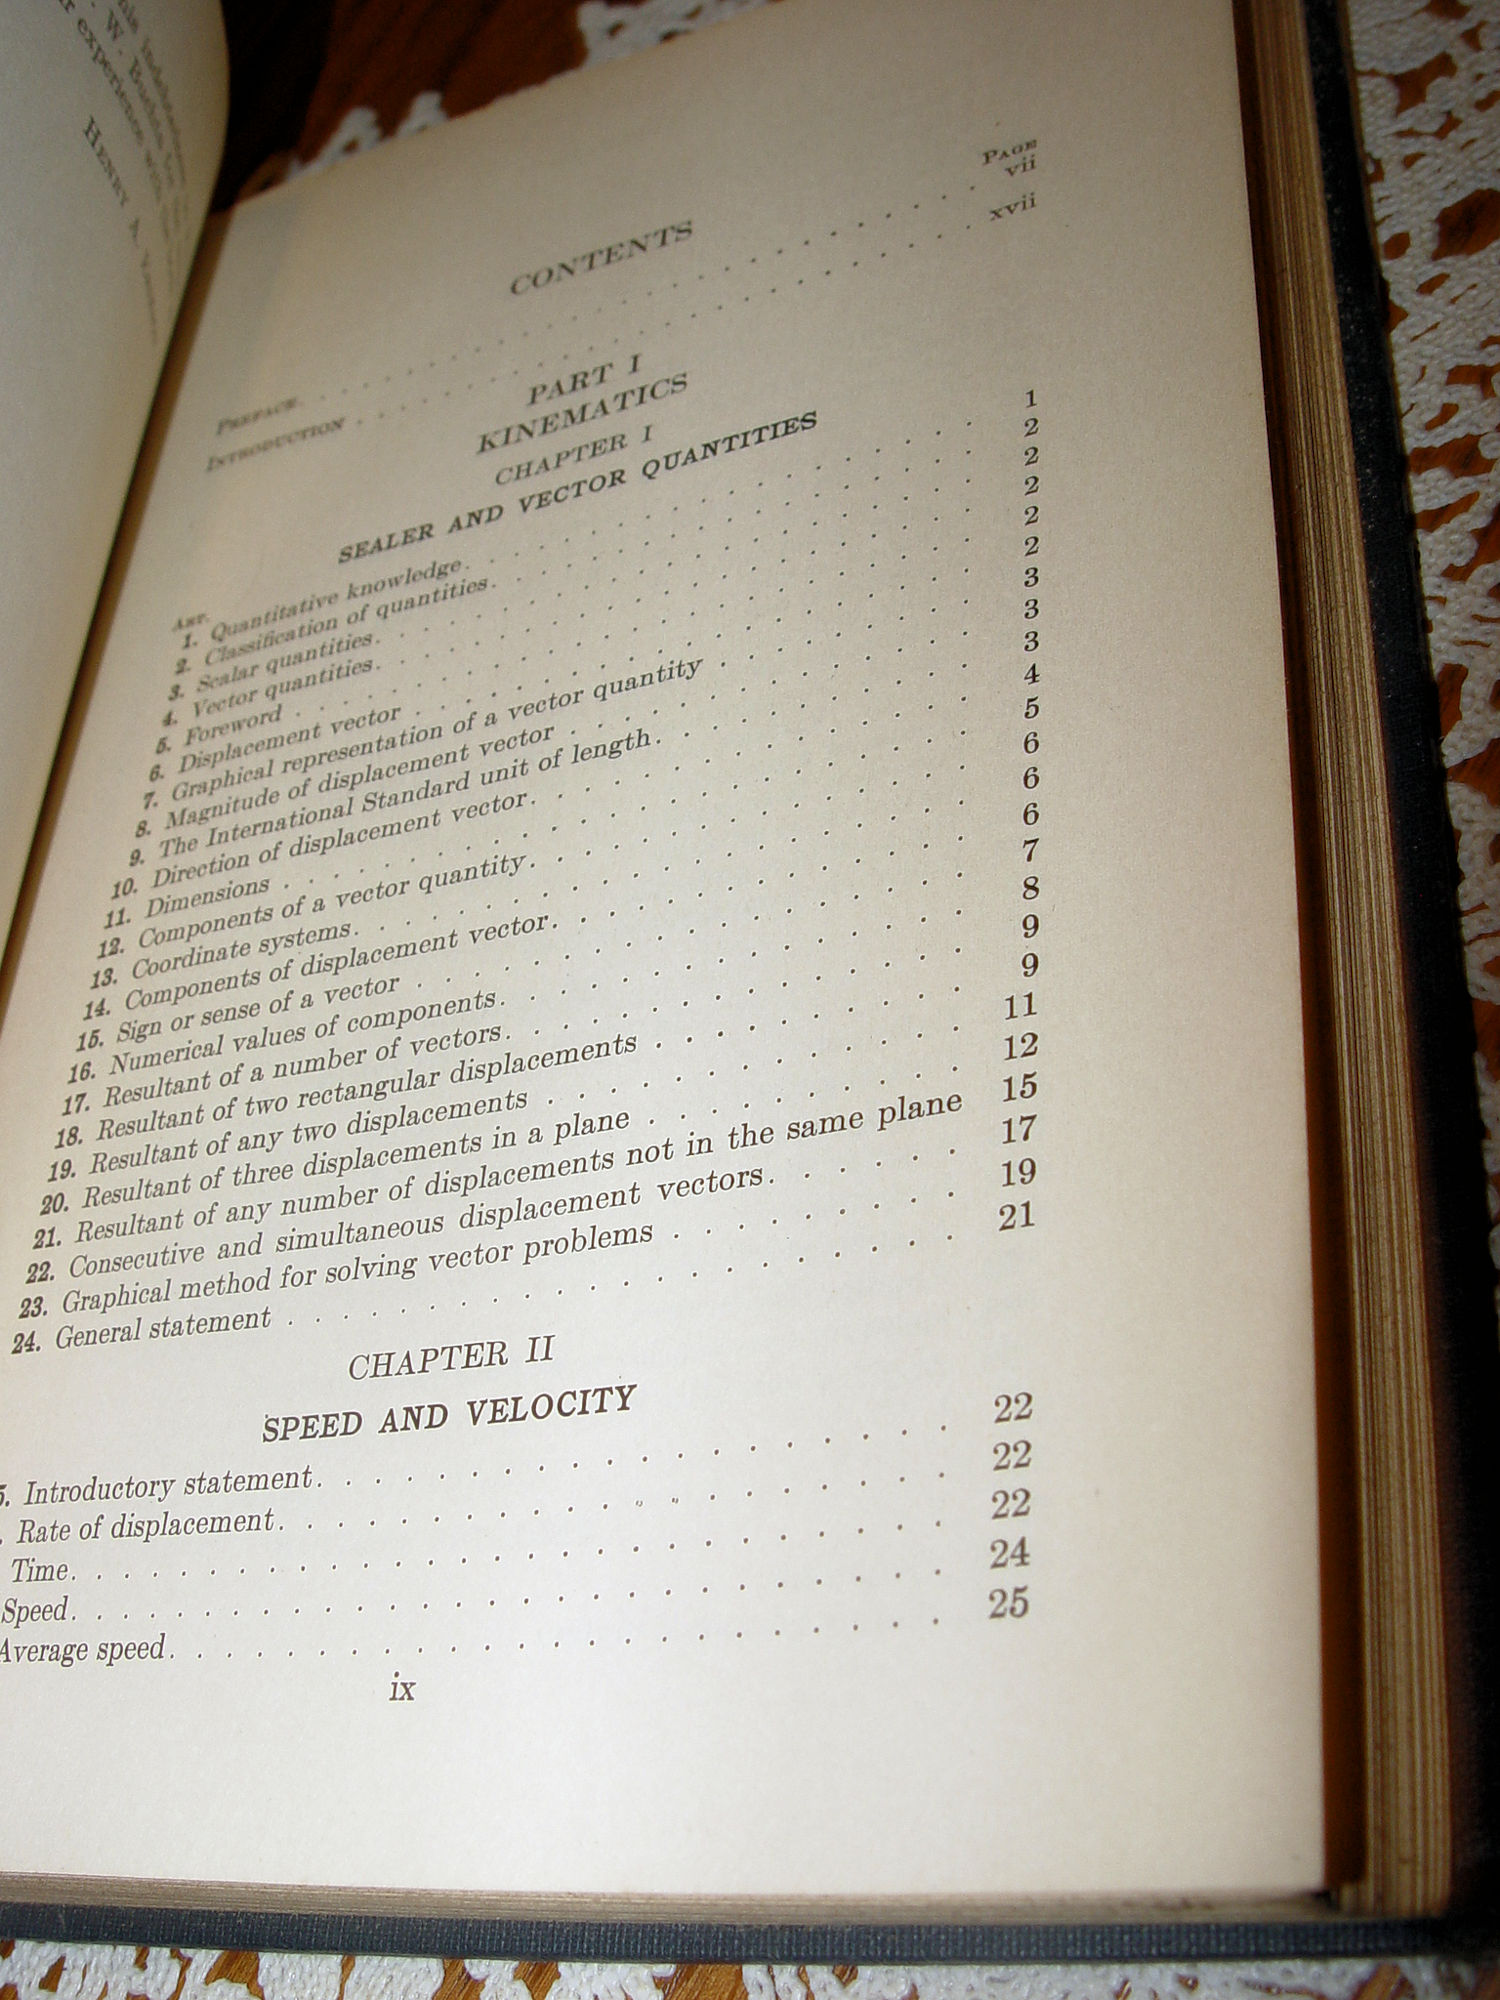 W. Buchta
experience with
HENRY A.
CONTENTS
PAGE
PREFACE. . . . . . . . . . . . . . . . . . . . vii
INTRODUCTION . . . . . . . . . . . . . . . . . . . . xvii
PART I
KINEMATICS
CHAPTER I
SEALER AND VECTOR QUANTITIES
ART.
1. Quantitative knowledge. . . . . . . . . . . . . . . . 1
2. Classification of quantities. . . . . . . . . . . . . . . . 2
3. Scalar quantities. . . . . . . . . . . . . . . . 2
4. Vector quantities. . . . . . . . . . . . . . . . 2
5. Foreword . . . . . . . . . . . . . . . . 2
6. Displacement vector . . . . . . . . . . . . . . . . 2
7. Graphical representation of a vector quantity . . . . . . . . . 3
8. Magnitude of displacement vector . . . . . . . . . . . . 3
9. The International Standard unit of length. . . . . . . . . . 3
10. Direction of displacement vector. . . . . . . . . . . . . 4
11. Dimensions . . . . . . . . . . . . . . . . 5
12. Components of a vector quantity. . . . . . . . . . . . . 6
13. Coordinate systems. . . . . . . . . . . . . . . . 6
14. Components of displacement vector. . . . . . . . . . . . 6
15. Sign or sense of a vector . . . . . . . . . . . . . . . 7
16. Numerical values of components. . . . . . . . . . . . . 8
17. Resultant of a number of vectors. . . . . . . . . . . . . 9
18. Resultant of two rectangular displacements . . . . . . . . . 9
19. Resultant of any two displacements . . . . . . . . . . . 11
20. Resultant of three displacements in a plane . . . . . . . . . 12
21. Resultant of any number of displacements not in the same plane 15
22. Consecutive and simultaneous displacement vectors. . . . . . 17
23. Graphical method for solving vector problems . . . . . . . . 19
24. General statement . . . . . . . . . . . . . . . . 21
CHAPTER II
SPEED AND VELOCITY
5. Introductory statement. . . . . . . . . . . . . . . . 22
. Rate of displacement. . . . . . . . . . . . . . . . 22
Time. . . . . . . . . . . . . . . . . . . . 22
Speed. . . . . . . . . . . . . . . . . . . . 24
Average speed. . . . . . . . . . . . . . . . 25
ix